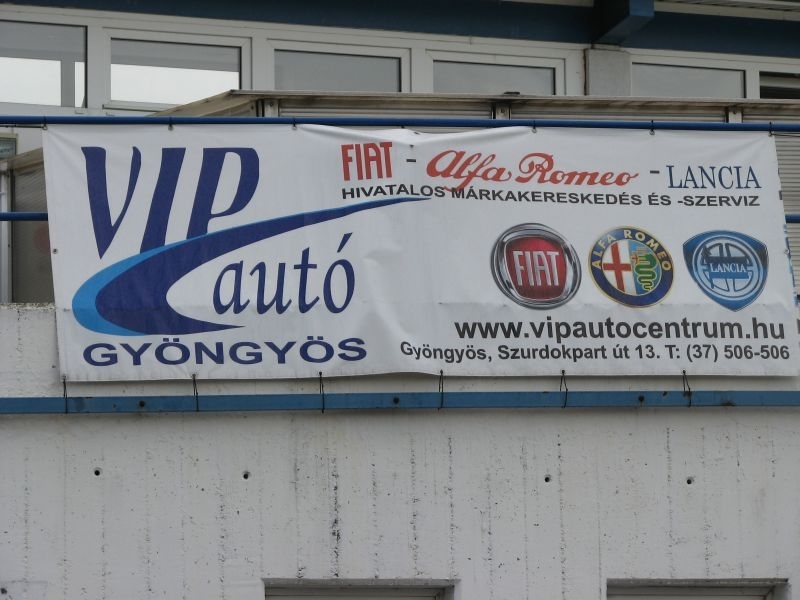 VIP
autó
GYÖNGYÖS
FIAT - Alfa Romeo - LANCIA
HIVATALOS MÁRKAKERESKEDÉS ÉS -SZERVIZ
FIAT
ALFA ROMEO
LANCIA
www.vipautocentrum.hu
Gyöngyös, Szurdokpart út 13. T: (37) 506-506